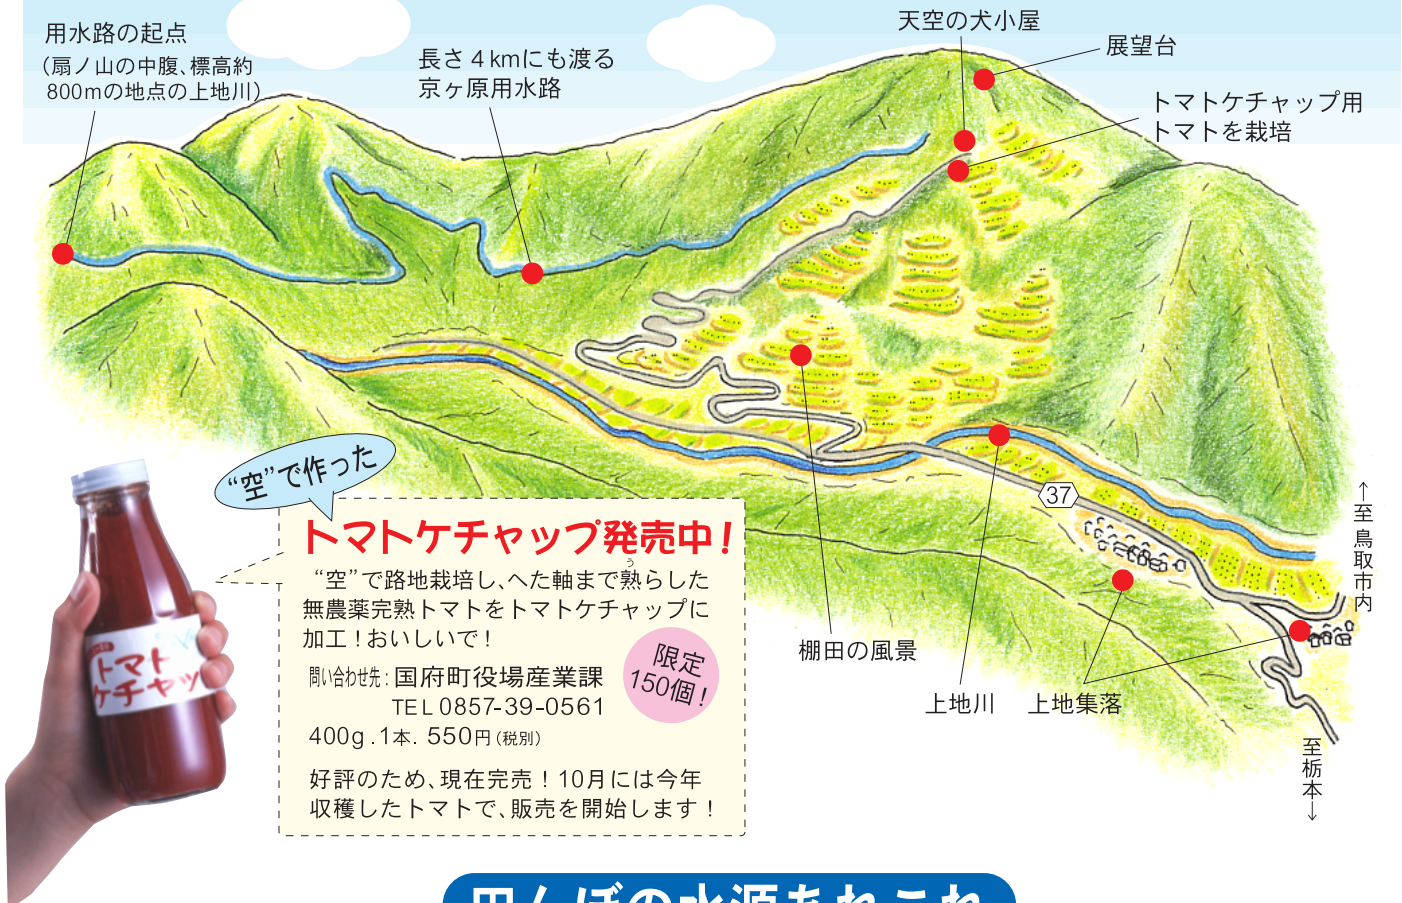 用水路の起点
（扇ノ山の中腹、標高約
800mの地点の上地川）
長さ４kmにも渡る
京ヶ原用水路
天空の犬小屋
展望台
トマトケチャップ用
トマトを栽培
“空”で作った
トマトケチャップ発売中！
“空”で路地栽培し、へた軸まで熟らした
う
無農薬完熟トマトをトマトケチャップに
加工！おいしいで！
問い合わせ先：国府町役場産業課
TEL 0857-39-0561
400g .1本. 550円（税別）
限定
150個！
好評のため、現在完売！10月には今年
収穫したトマトで、販売を開始します！
トマト
ケチャッ
棚田の風景
上地川
上地集落
37
←至鳥取市内
至栃本→
田んぼの水源あれこれ